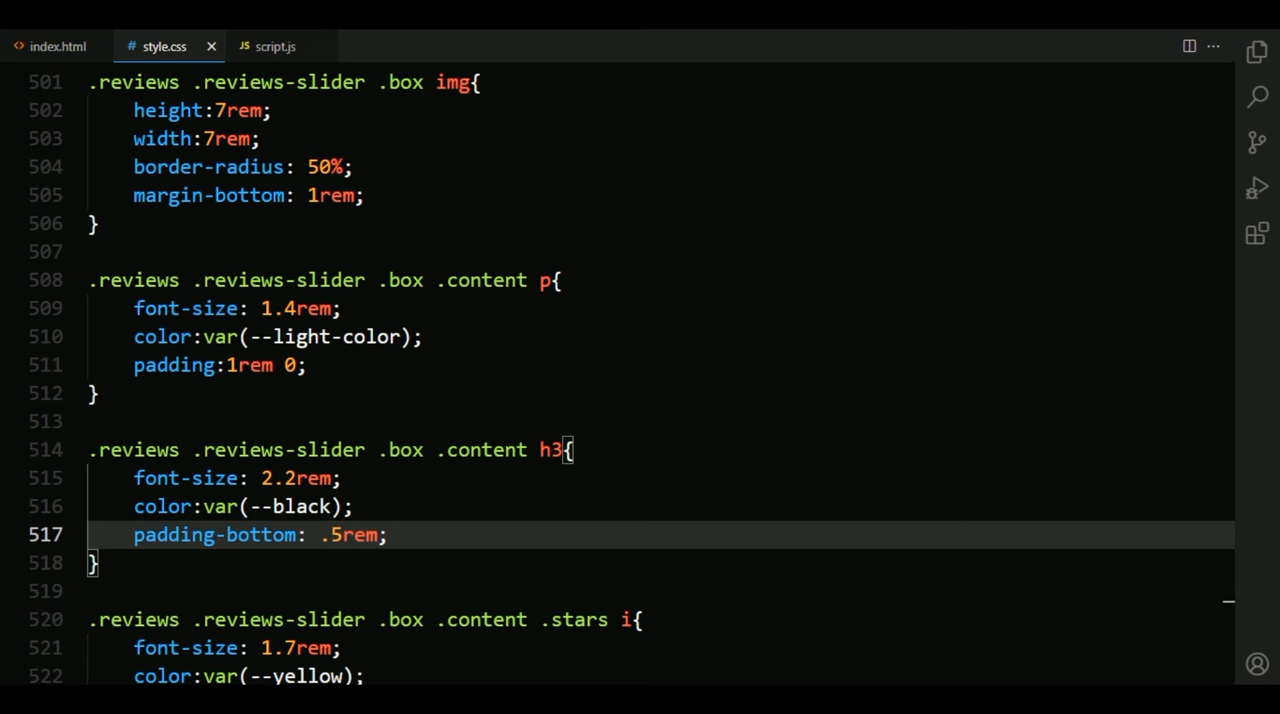 index.html # style.css × JS script.js ...
501 .reviews .reviews-slider .box img{
502 height:7rem;
503 width:7rem;
504 border-radius: 50%;
505 margin-bottom: 1rem;
506 }
507
508 .reviews .reviews-slider .box .content p{
509 font-size: 1.4rem;
510 color:var(--light-color);
511 padding:1rem 0;
512 }
513
514 .reviews .reviews-slider .box .content h3{
515 font-size: 2.2rem;
516 color:var(--black);
517 padding-bottom: .5rem;
518 }
519
520 .reviews .reviews-slider .box .content .stars i{
521 font-size: 1.7rem;
522 color:var(--yellow);